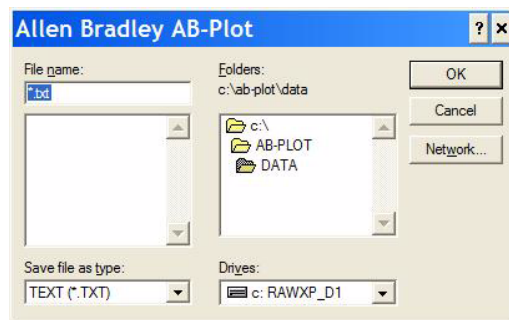 Allen Bradley AB-Plot
File name:
*.txt
Folders:
c:\ab-plot\data
c:\
AB-PLOT
DATA
OK
Cancel
Network...
Save file as type:
TEXT (*.TXT)
Drives:
c: RAWXP_D1